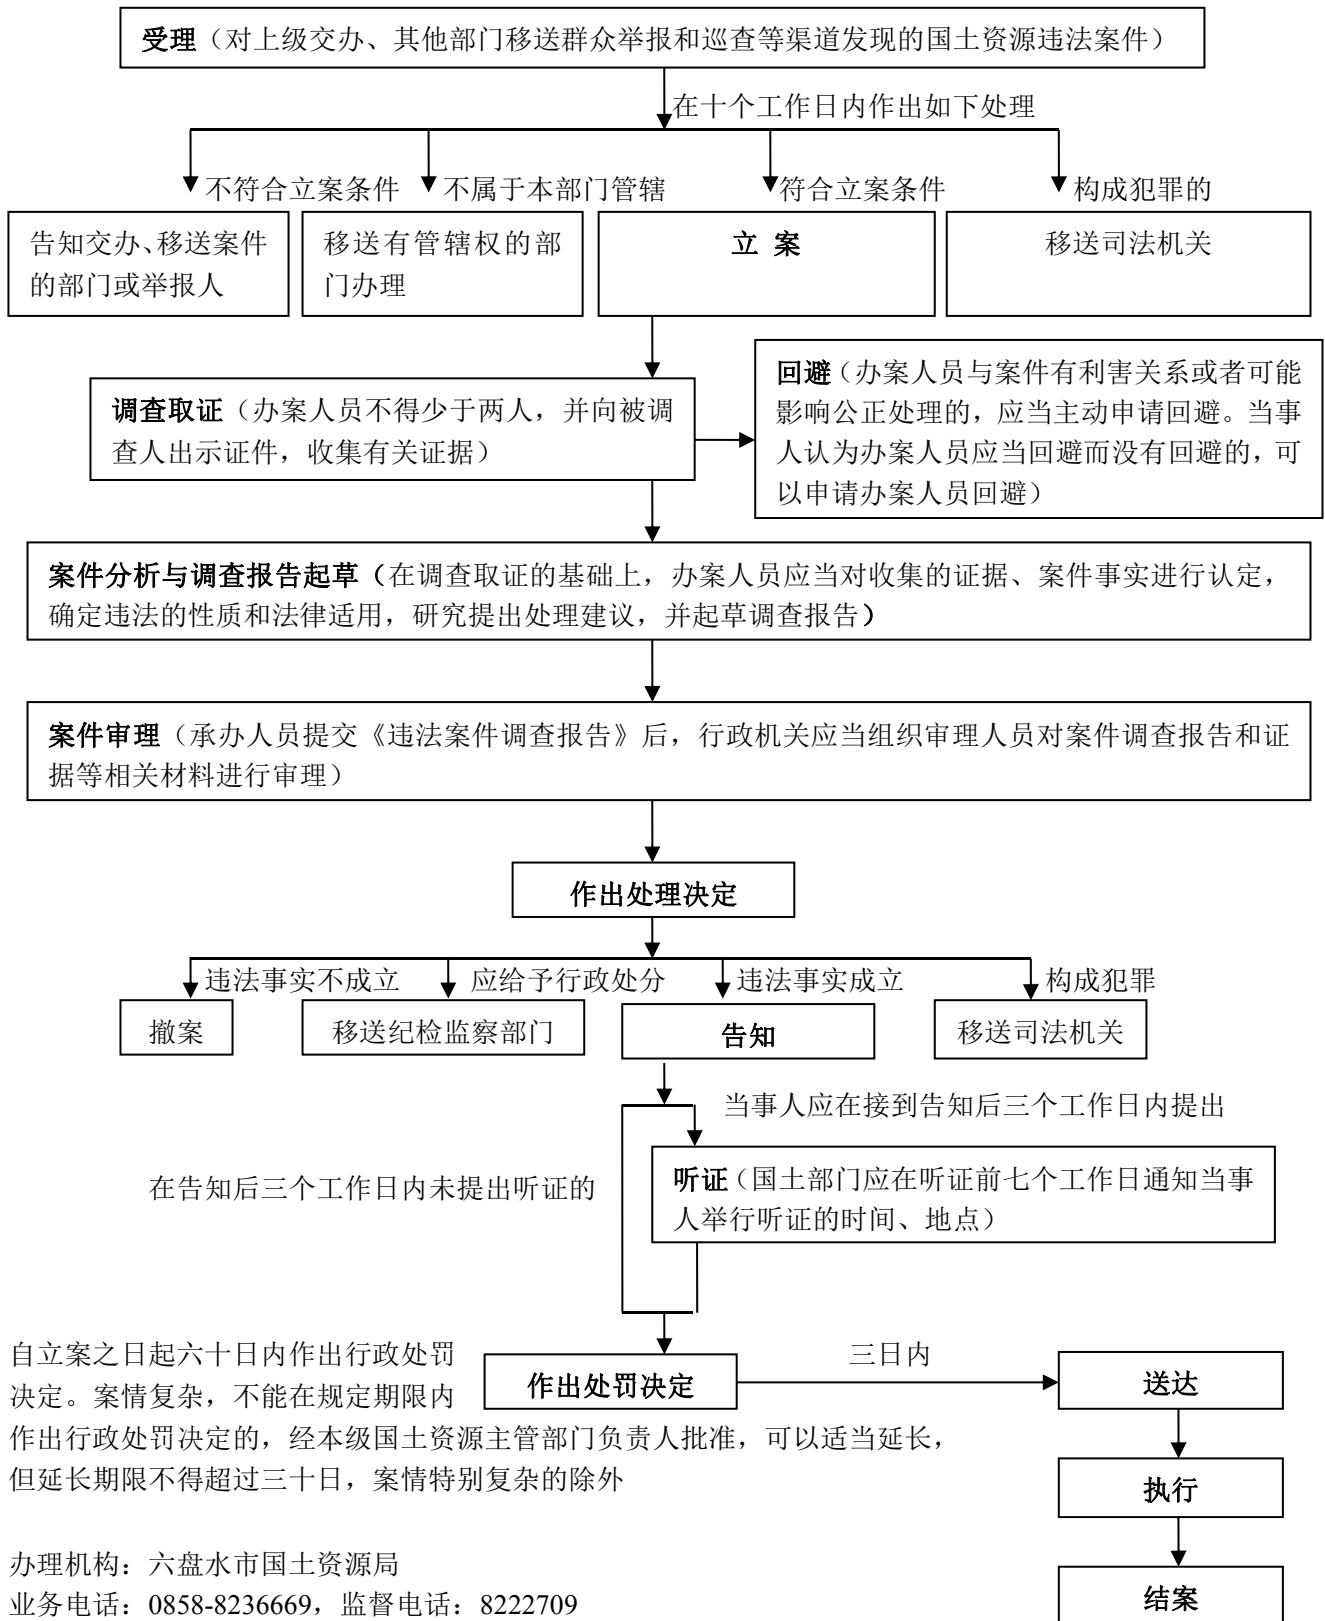 受理（对上级交办、其他部门移送群众举报和巡查等渠道发现的国土资源违法案件）
在十个工作日内作出如下处理
不符合立案条件
不属于本部门管辖
符合立案条件
构成犯罪的
告知交办、移送案件
的部门或举报人
移送有管辖权的部
门办理
立 案
移送司法机关
调查取证（办案人员不得少于两人，并向被调
查人出示证件，收集有关证据）
回避（办案人员与案件有利害关系或者可能
影响公正处理的，应当主动申请回避。当事
人认为办案人员应当回避而没有回避的，可
以申请办案人员回避）
案件分析与调查报告起草（在调查取证的基础上，办案人员应当对收集的证据、案件事实进行认定，
确定违法的性质和法律适用，研究提出处理建议，并起草调查报告）
案件审理（承办人员提交《违法案件调查报告》后，行政机关应当组织审理人员对案件调查报告和证
据等相关材料进行审理）
作出处理决定
违法事实不成立
应给予行政处分
违法事实成立
构成犯罪
撤案
移送纪检监察部门
告知
移送司法机关
当事人应在接到告知后三个工作日内提出
在告知后三个工作日内未提出听证的
听证（国土部门应在听证前七个工作日通知当事
人举行听证的时间、地点）
作出处罚决定
三日内
送达
自立案之日起六十日内作出行政处罚
决定。案情复杂，不能在规定期限内
作出行政处罚决定的，经本级国土资源主管部门负责人批准，可以适当延长，
但延长期限不得超过三十日，案情特别复杂的除外
执行
结案
办理机构：六盘水市国土资源局
业务电话：0858-8236669，监督电话：8222709